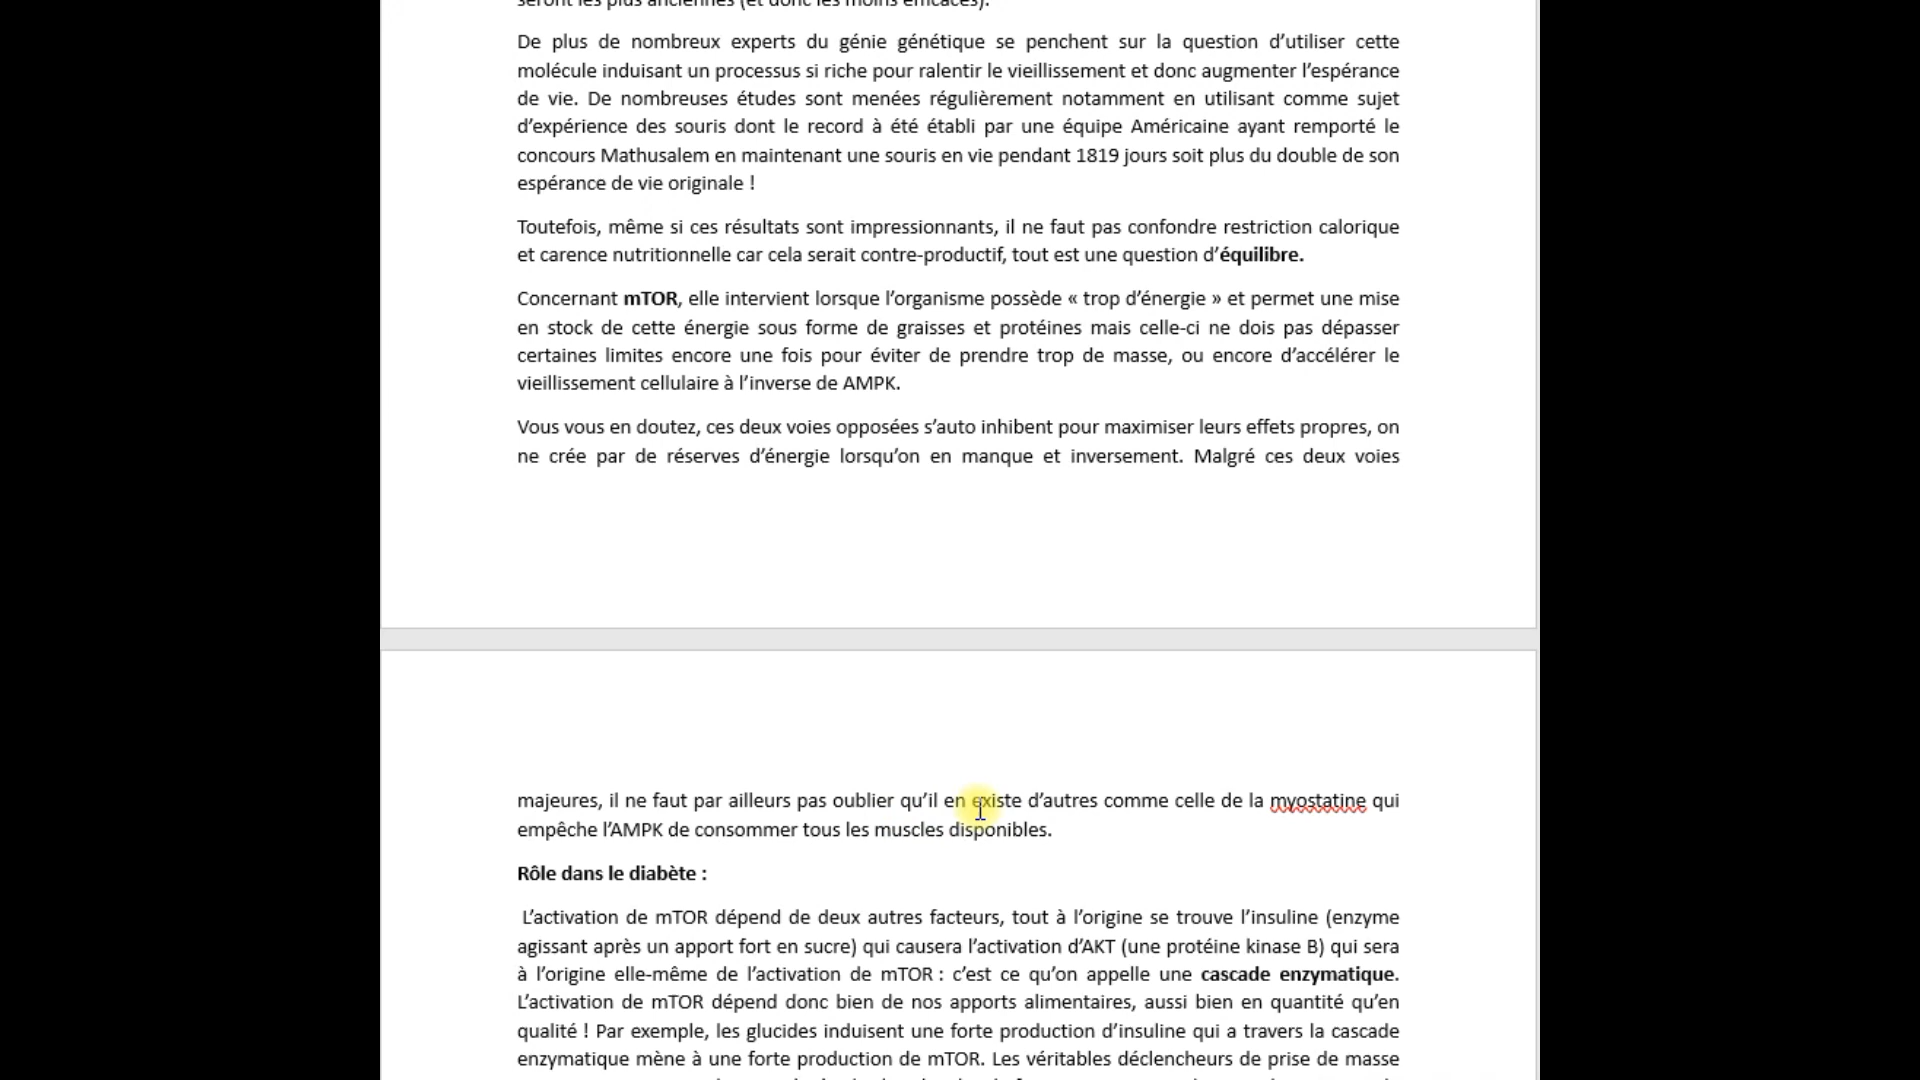 seront les plus anciennes (et donc les moins efficaces).
De plus de nombreux experts du génie génétique se penchent sur la question d’utiliser cette
molécule induisant un processus si riche pour ralentir le vieillissement et donc augmenter l’espérance
de vie. De nombreuses études sont menées régulièrement notamment en utilisant comme sujet
d’expérience des souris dont le record à été établi par une équipe Américaine ayant remporté le
concours Mathusalem en maintenant une souris en vie pendant 1819 jours soit plus du double de son
espérance de vie originale !
Toutefois, même si ces résultats sont impressionnants, il ne faut pas confondre restriction calorique
et carence nutritionnelle car cela serait contre-productif, tout est une question d’équilibre.
Concernant mTOR, elle intervient lorsque l’organisme possède « trop d’énergie » et permet une mise
en stock de cette énergie sous forme de graisses et protéines mais celle-ci ne dois pas dépasser
certaines limites encore une fois pour éviter de prendre trop de masse, ou encore d’accélérer le
vieillissement cellulaire à l’inverse de AMPK.
Vous vous en doutez, ces deux voies opposées s’auto inhibent pour maximiser leurs effets propres, on
ne crée par de réserves d’énergie lorsqu’on en manque et inversement. Malgré ces deux voies
majeures, il ne faut par ailleurs pas oublier qu’il en existe d’autres comme celle de la myostatine qui
empêche l’AMPK de consommer tous les muscles disponibles.
Rôle dans le diabète :
L’activation de mTOR dépend de deux autres facteurs, tout à l’origine se trouve l’insuline (enzyme
agissant après un apport fort en sucre) qui causera l’activation d’AKT (une protéine kinase B) qui sera
à l’origine elle-même de l’activation de mTOR : c’est ce qu’on appelle une cascade enzymatique.
L’activation de mTOR dépend donc bien de nos apports alimentaires, aussi bien en quantité qu’en
qualité ! Par exemple, les glucides induisent une forte production d’insuline qui a travers la cascade
enzymatique mène à une forte production de mTOR. Les véritables déclencheurs de prise de masse